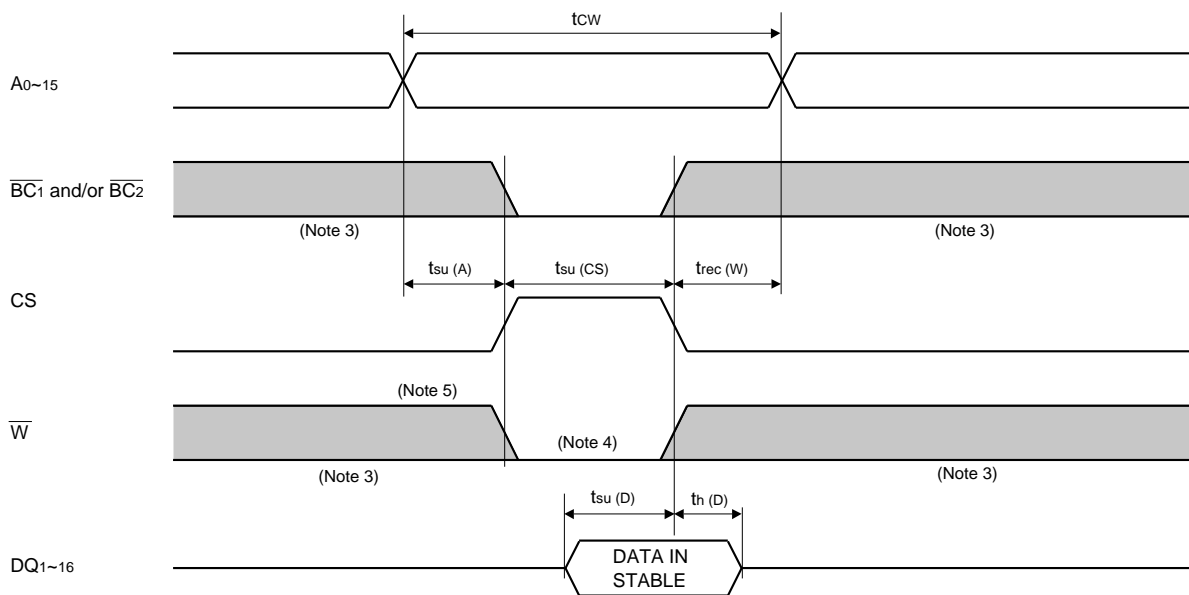 tCW
A0~15
BC1 and/or BC2
(Note 3) (Note 3)
tsu (A) tsu (CS) trec (W)
CS
(Note 5)
W (Note 4)
(Note 3) (Note 3)
tsu (D) th (D)
DQ1~16
DATA IN
STABLE